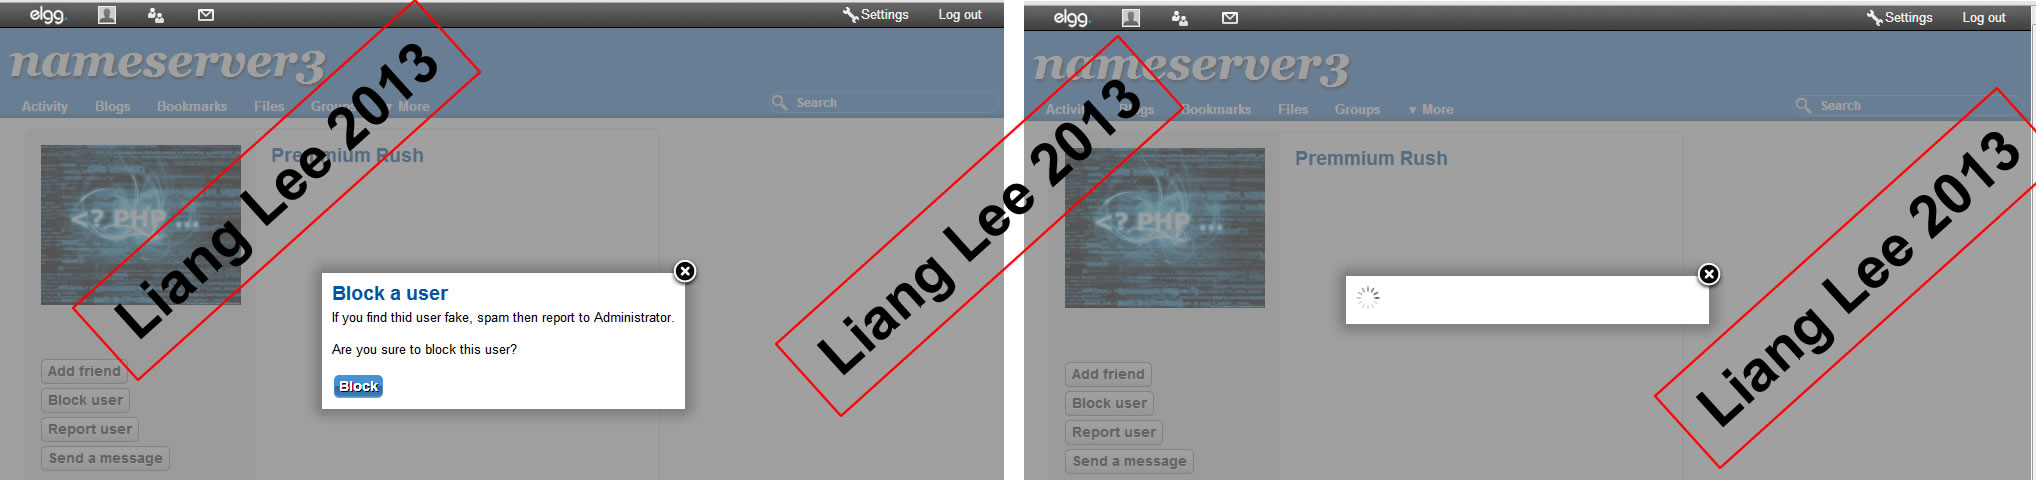 elgg.
Settings
Log out
nameserver3
Activity
Blogs
Bookmarks
Files
Groups
▼ More
Search
<? PHP ...
Premmium Rush
Block a user
If you find thid user fake, spam then report to Administrator.
Are you sure to block this user?
Block
Add friend
Block user
Report user
Send a message
Liang Lee 2013
Liang Lee 2013
elgg.
Settings
Log out
nameserver3
Activity
Blogs
Bookmarks
Files
Groups
▼ More
Search
<? PHP ...
Premmium Rush
Add friend
Block user
Report user
Send a message
Liang Lee 2013